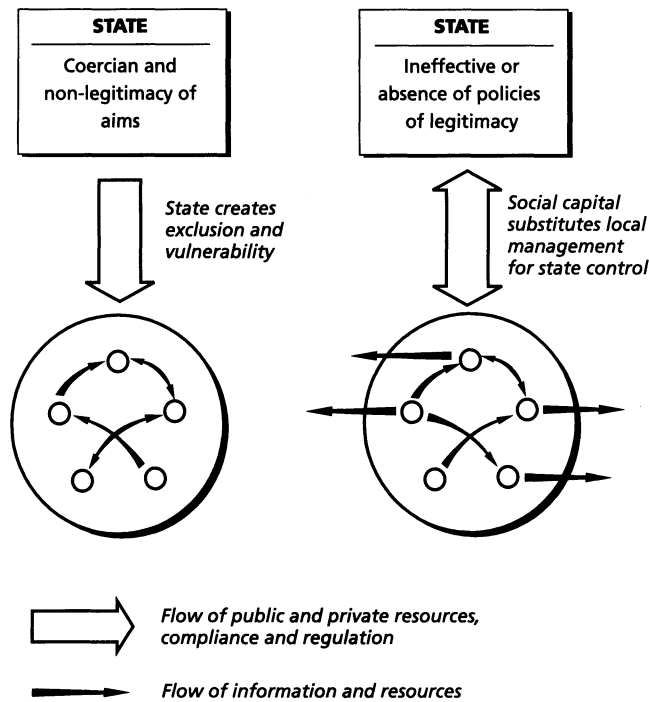 STATE
Coercian and
non-legitimacy of
aims
STATE
Ineffective or
absence of policies
of legitimacy
State creates
exclusion and
vulnerability
Social capital
substitutes local
management
for state control
Flow of public and private resources,
compliance and regulation
Flow of information and resources